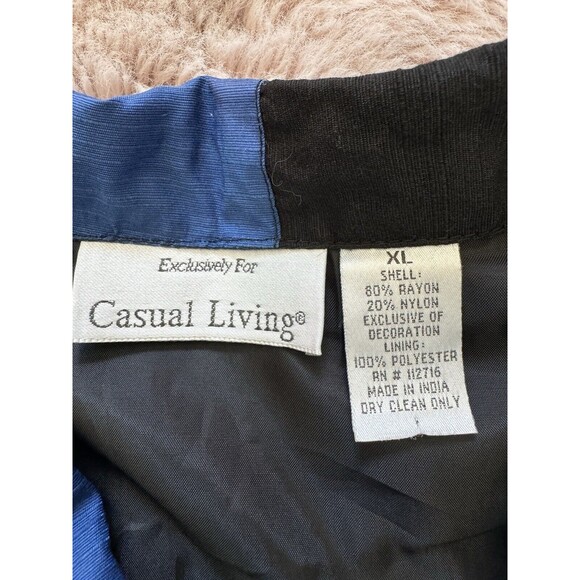 Exclusively For
Casual Living®
XL
SHELL:
80% RAYON
20% NYLON
EXCLUSIVE OF
DECORATION
LINING:
100% POLYESTER
RN # 112716
MADE IN INDIA
DRY CLEAN ONLY